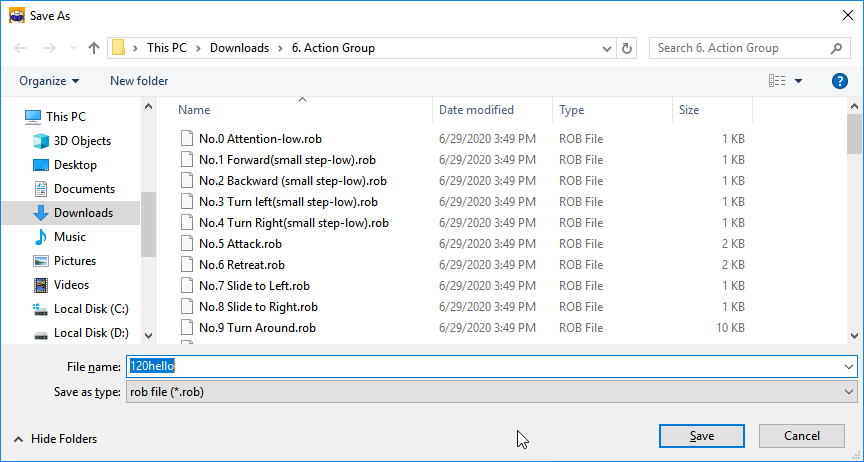 Save As
This PC > Downloads > 6. Action Group
Search 6. Action Group
Organize New folder
Name Date modified Type Size
This PC
3D Objects
Desktop
Documents
Downloads
Music
Pictures
Videos
Local Disk (C:)
Local Disk (D:)
No.0 Attention-low.rob 6/29/2020 3:49 PM ROB File 1 KB
No.1 Forward(small step-low).rob 6/29/2020 3:49 PM ROB File 1 KB
No.2 Backward (small step-low).rob 6/29/2020 3:49 PM ROB File 1 KB
No.3 Turn left(small step-low).rob 6/29/2020 3:49 PM ROB File 1 KB
No.4 Turn Right(small step-low).rob 6/29/2020 3:49 PM ROB File 1 KB
No.5 Attack.rob 6/29/2020 3:49 PM ROB File 2 KB
No.6 Retreat.rob 6/29/2020 3:49 PM ROB File 2 KB
No.7 Slide to Left.rob 6/29/2020 3:49 PM ROB File 1 KB
No.8 Slide to Right.rob 6/29/2020 3:49 PM ROB File 1 KB
No.9 Turn Around.rob 6/29/2020 3:49 PM ROB File 10 KB
File name: 120hello
Save as type: rob file (*.rob)
Hide Folders
Save Cancel